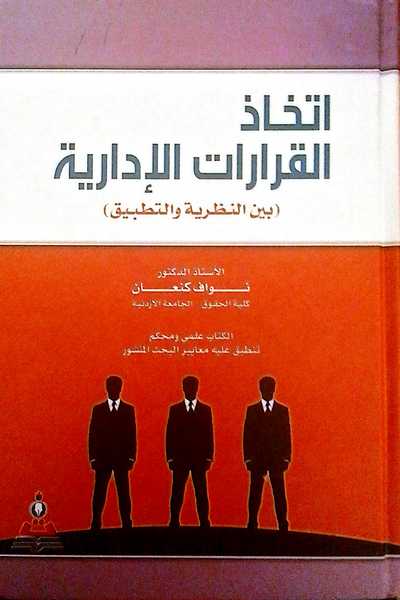 اتخاذ
القرارات الإدارية
(بين النظرية والتطبيق)
الأستاذ الدكتور
نواف كنعان
كلية الحقوق - الجامعة الاردنية
الكتاب علمي ومحكم
تنطبق عليه معايير البحث المنشور